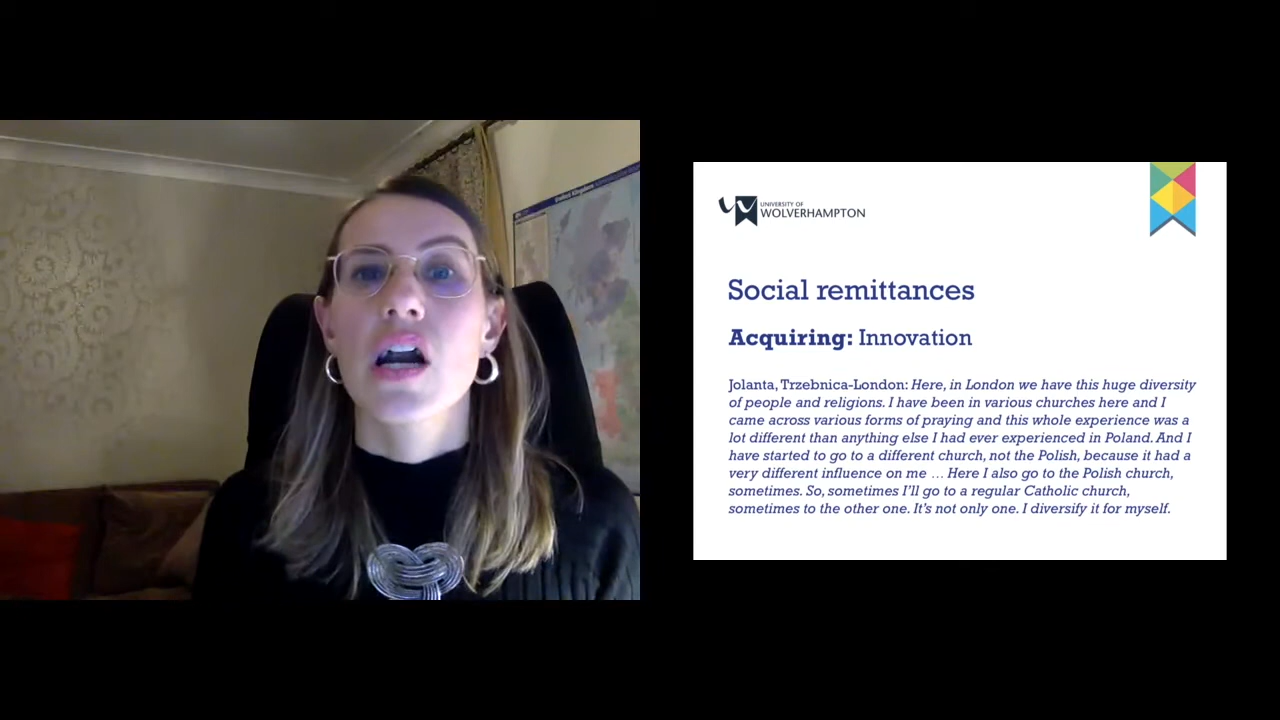 United Kingdom
UNIVERSITY OF
WOLVERHAMPTON
Social remittances
Acquiring: Innovation
Jolanta, Trzebnica-London: Here, in London we have this huge diversity
of people and religions. I have been in various churches here and I
came across various forms of praying and this whole experience was a
lot different than anything else I had ever experienced in Poland. And I
have started to go to a different church, not the Polish, because it had a
very different influence on me … Here I also go to the Polish church,
sometimes. So, sometimes I'll go to a regular Catholic church,
sometimes to the other one. It's not only one. I diversify it for myself.